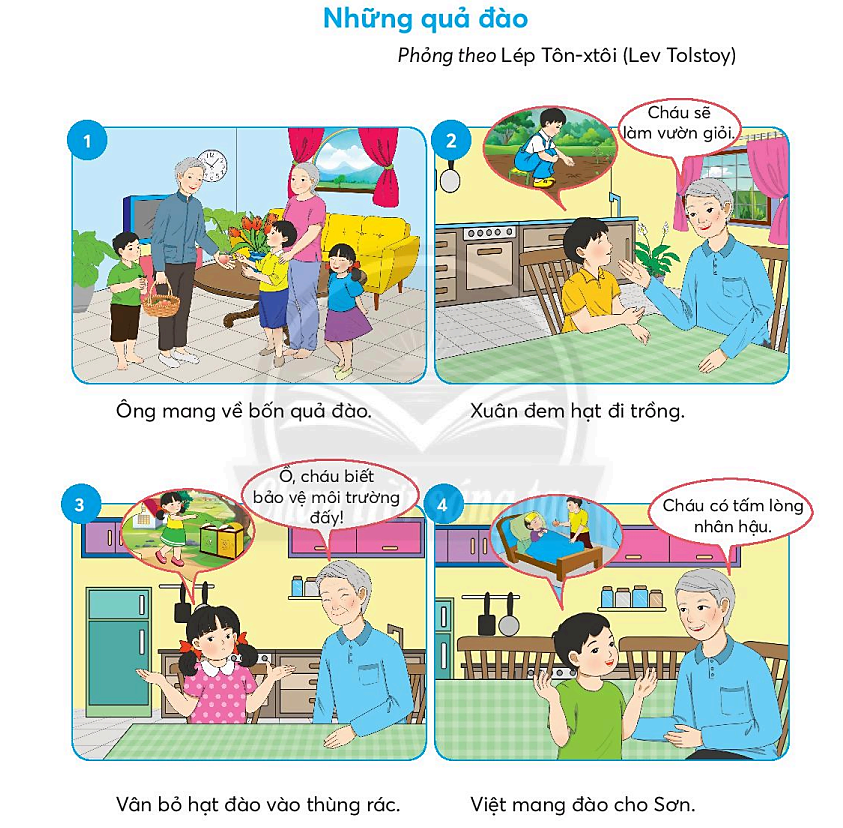 Những quả đào
Phỏng theo Lép Tôn-xtôi (Lev Tolstoy)
1
Ông mang về bốn quả đào.
2
Cháu sẽ
làm vườn giỏi.
Xuân đem hạt đi trồng.
3
Ồ, cháu biết
bảo vệ môi trường
đấy!
Vân bỏ hạt đào vào thùng rác.
4
Cháu có tấm lòng
nhân hậu.
Việt mang đào cho Sơn.